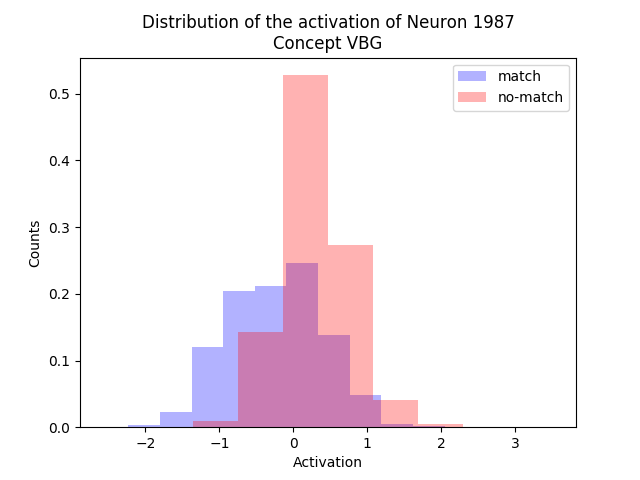 Distribution of the activation of Neuron 1987
Concept VBG
match
no-match
0.5
0.4
0.3
0.2
0.1
0.0
Counts
−2
−1
0
1
2
3
Activation